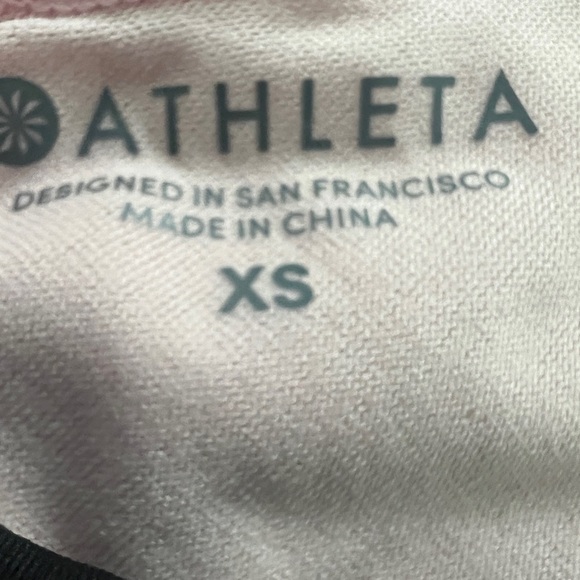 ATHLETA
DESIGNED IN SAN FRANCISCO
MADE IN CHINA
XS